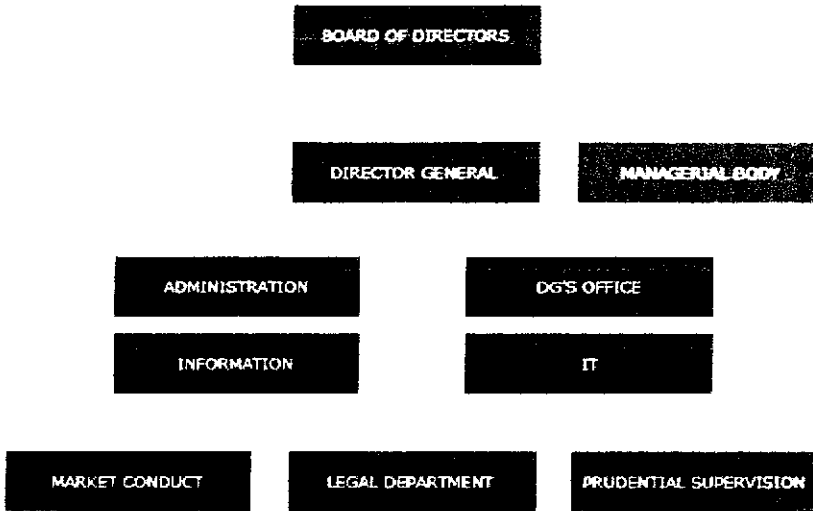 BOARD OF DIRECTORS
DIRECTOR GENERAL
MANAGERIAL BODY
ADMINISTRATION
DG'S OFFICE
INFORMATION
IT
MARKET CONDUCT
LEGAL DEPARTMENT
PRUDENTIAL SUPERVISION